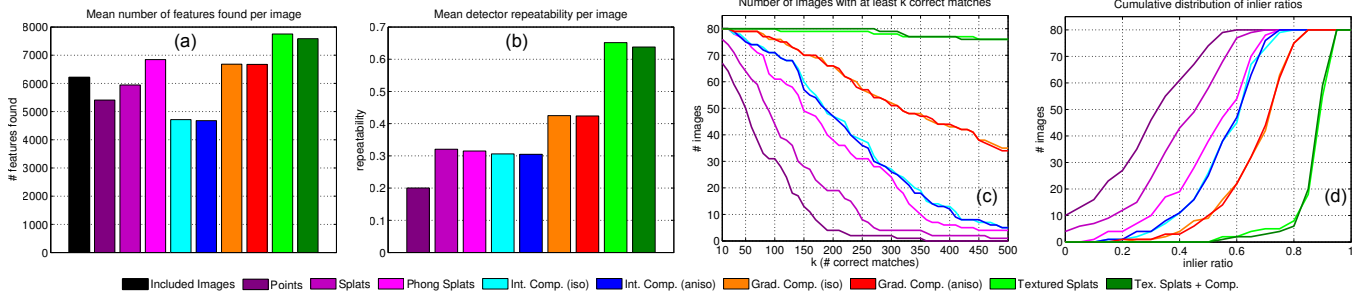 Mean number of features found per image
(a)
# features found
8000
7000
6000
5000
4000
3000
2000
1000
0
Mean detector repeatability per image
(b)
repeatability
0.7
0.6
0.5
0.4
0.3
0.2
0.1
0
Number of images with at least k correct matches
(c)
# images
80
70
60
50
40
30
20
10
0
10 50 100 150 200 250 300 350 400 450 500
k (# correct matches)
Cumulative distribution of inlier ratios
(d)
# images
80
70
60
50
40
30
20
10
0
0 0.2 0.4 0.6 0.8 1
inlier ratio
Included Images Points Splats Phong Splats Int. Comp. (iso) Int. Comp. (aniso) Grad. Comp. (iso) Grad. Comp. (aniso) Textured Splats Tex. Splats + Comp.